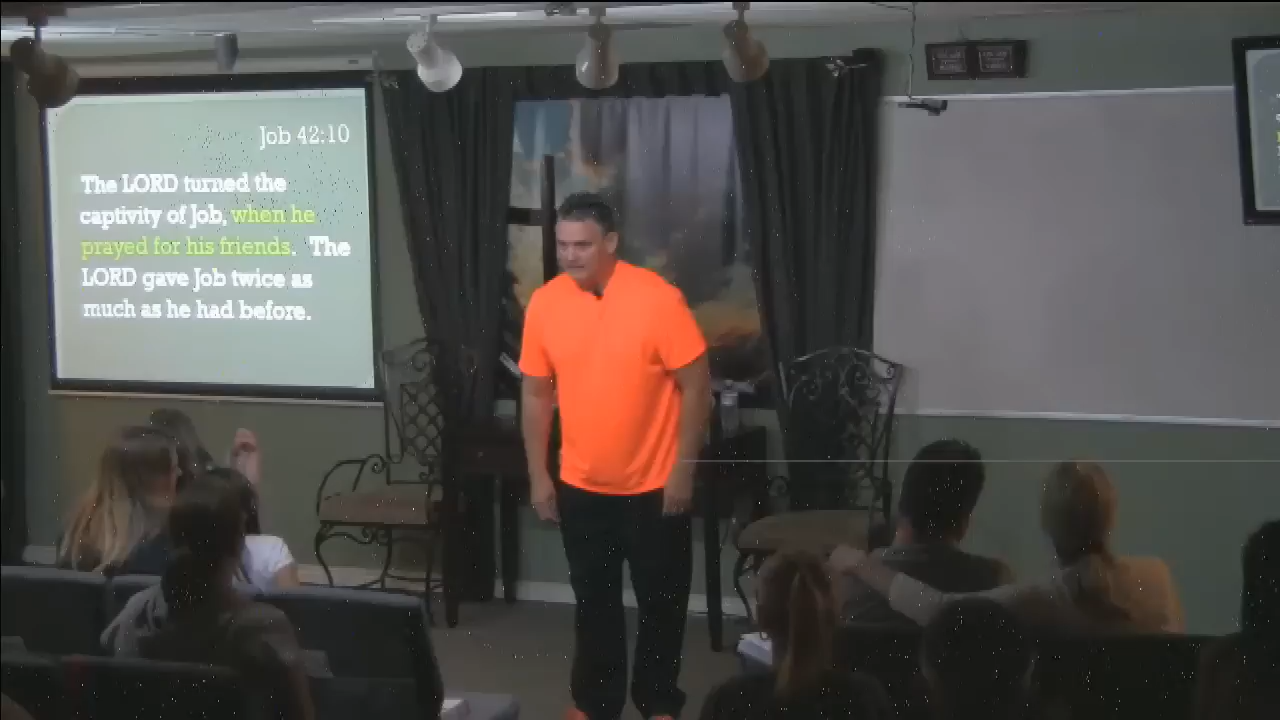 Job 42:10
The LORD turned the
captivity of Job, when he
prayed for his friends. The
LORD gave Job twice as
much as he had before.